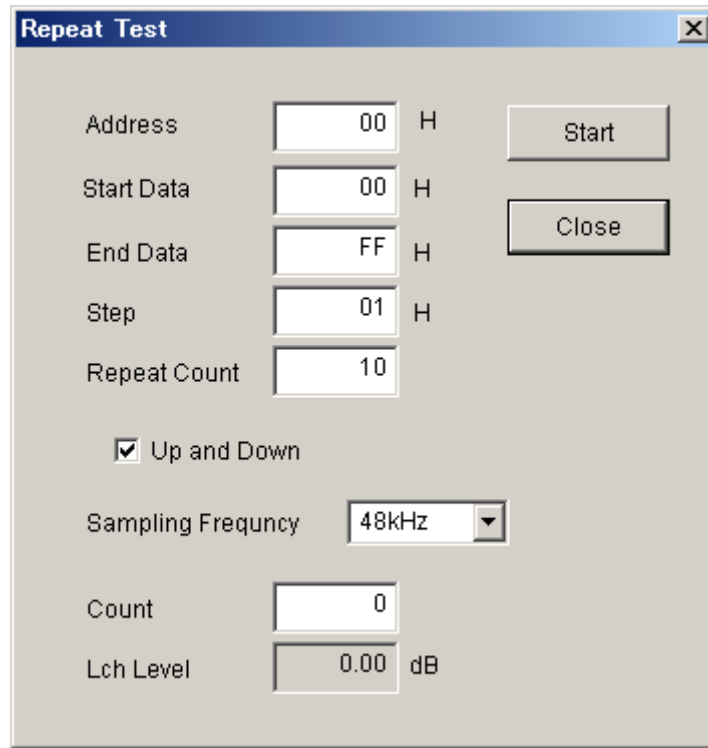 Repeat Test
Address 00 H
Start
Start Data 00 H
Close
End Data FF H
Step 01 H
Repeat Count 10
Up and Down
Sampling Frequncy 48kHz
Count 0
Lch Level 0.00 dB